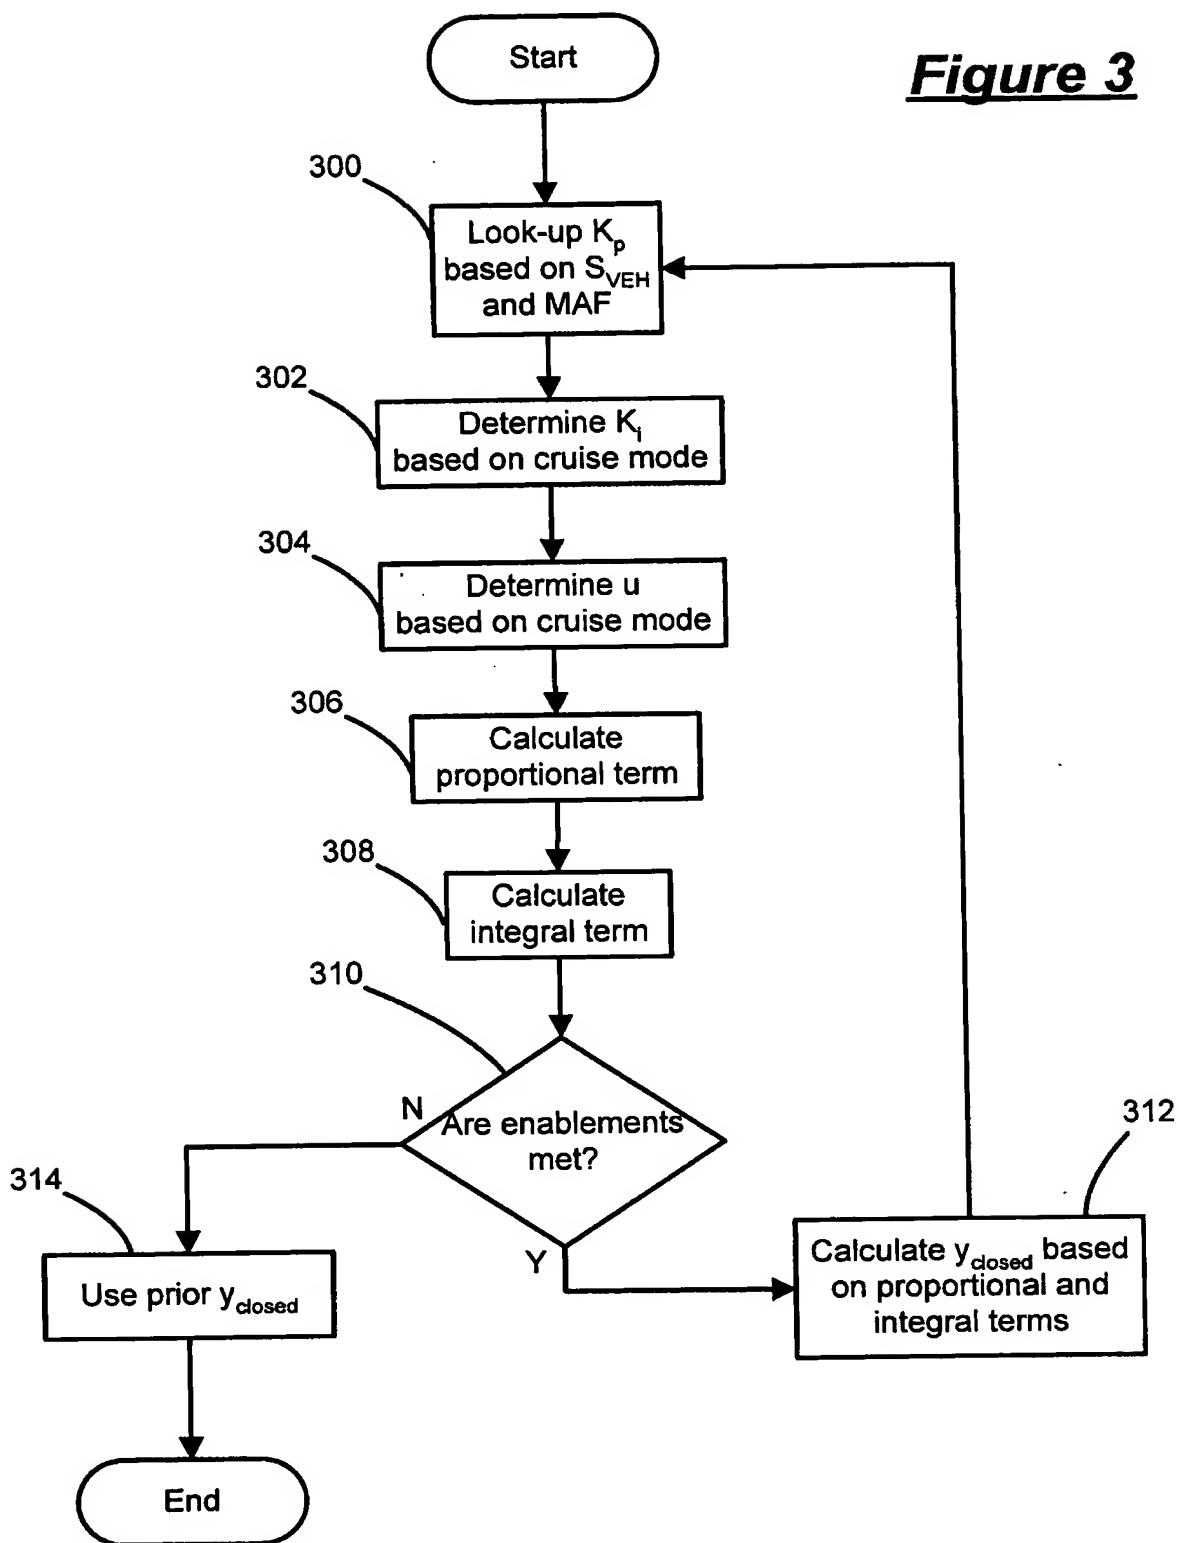 Start
Figure 3
300
Look-up Kp
based on SVEH
and MAF
302
Determine Ki
based on cruise mode
304
Determine u
based on cruise mode
306
Calculate
proportional term
308
Calculate
integral term
310
N
Are enablements
met?
312
314
Y
Calculate yclosed based
on proportional and
integral terms
Use prior yclosed
End